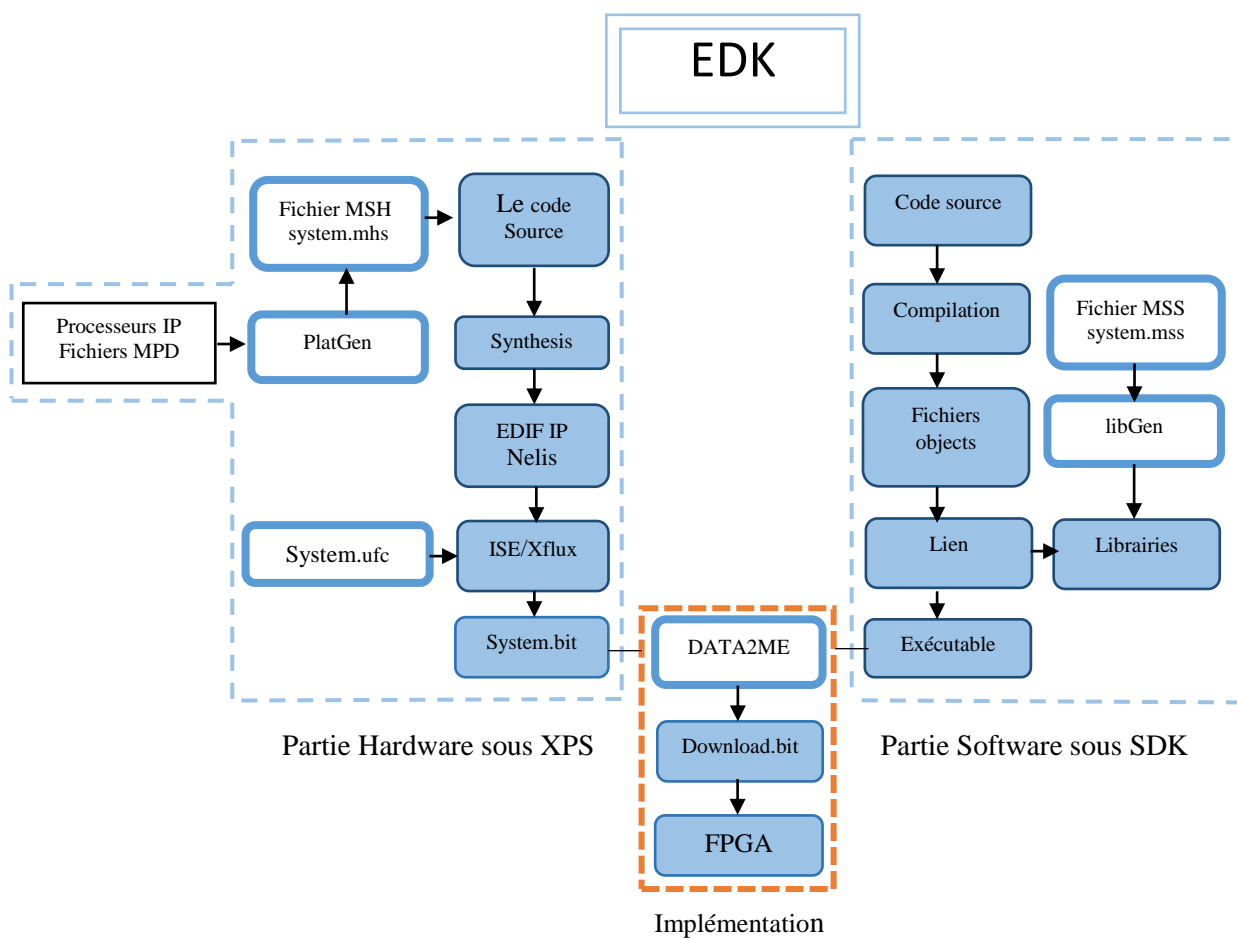 EDK
Fichier MSH
system.mhs
Le code
Source
Processeurs IP
Fichiers MPD
PlatGen
Synthesis
EDIF IP
Nelis
System.ufc
ISE/Xflux
System.bit
Partie Hardware sous XPS
Code source
Compilation
Fichier MSS
system.mss
Fichiers
objects
libGen
Lien
Librairies
Exécutable
Partie Software sous SDK
DATA2ME
Download.bit
FPGA
Implémentation